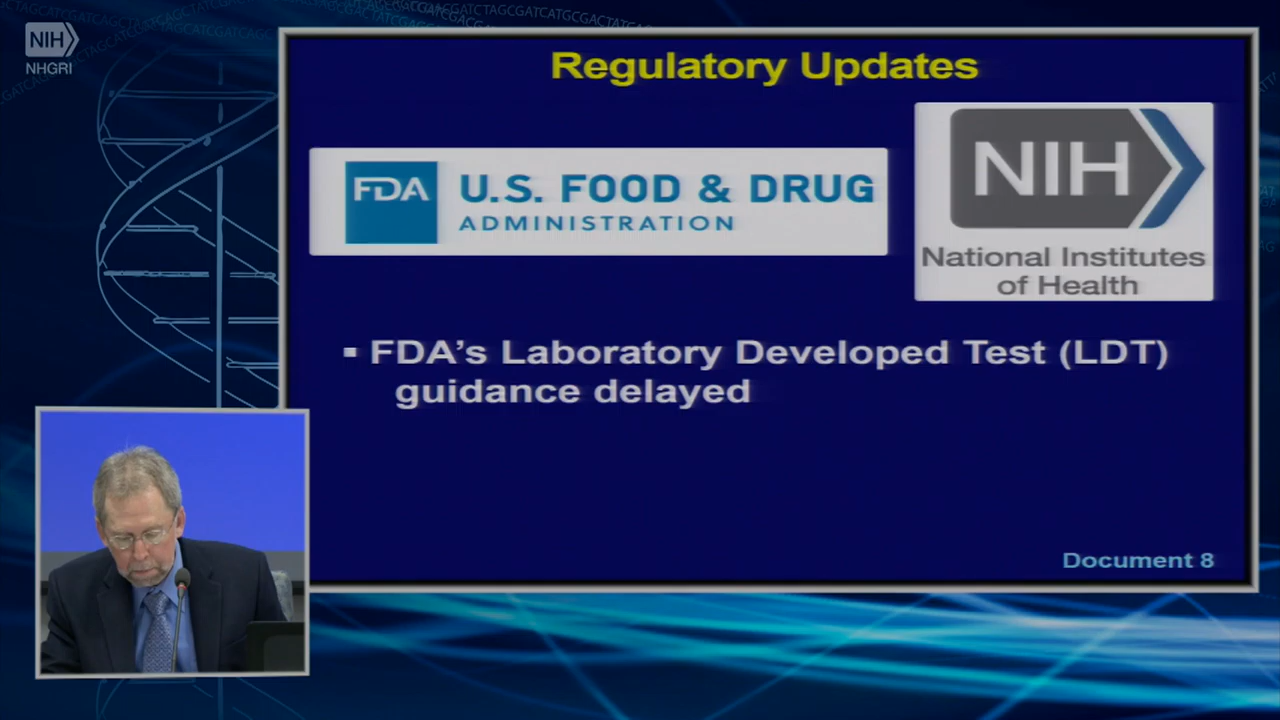 NIH
NHGRI
Regulatory Updates
FDA U.S. FOOD & DRUG
ADMINISTRATION
NIH
National Institutes
of Health
▪ FDA's Laboratory Developed Test (LDT)
guidance delayed
Document 8